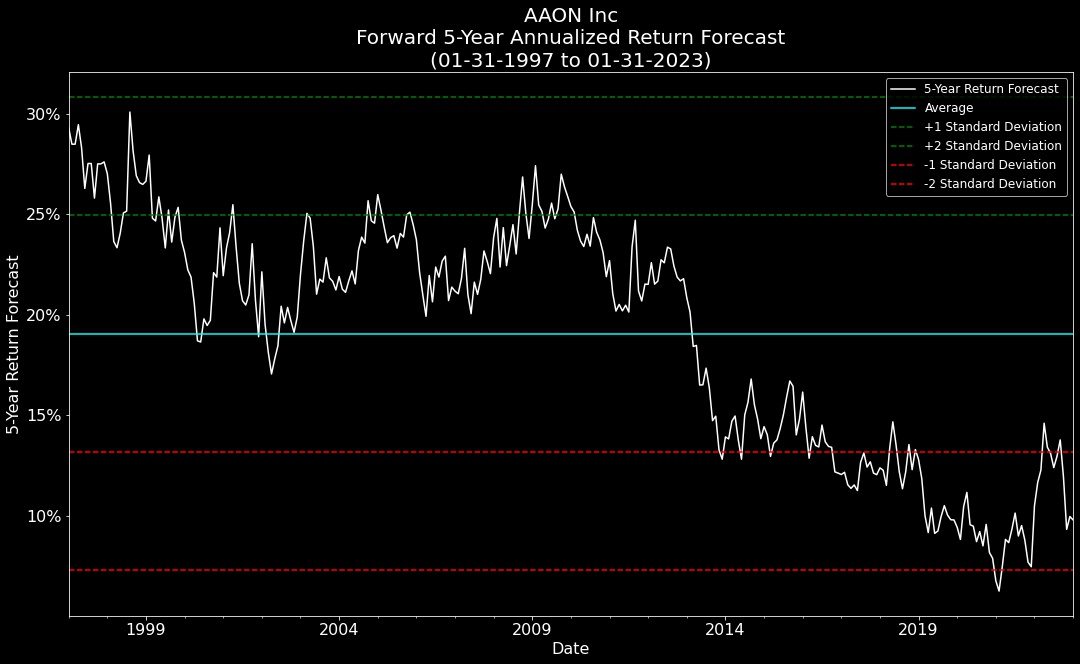 AAON Inc
Forward 5-Year Annualized Return Forecast
(01-31-1997 to 01-31-2023)
5-Year Return Forecast
Average
+1 Standard Deviation
+2 Standard Deviation
-1 Standard Deviation
-2 Standard Deviation
5-Year Return Forecast
30%
25%
20%
15%
10%
1999
2004
2009
2014
2019
Date